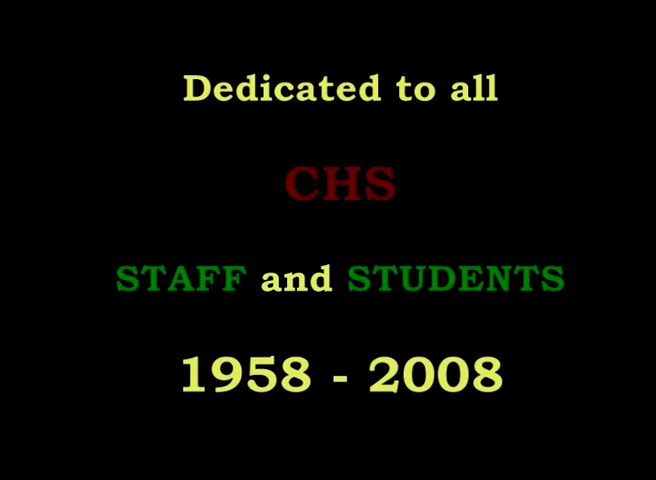 Dedicated to all
CHS
STAFF and STUDENTS
1958 - 2008